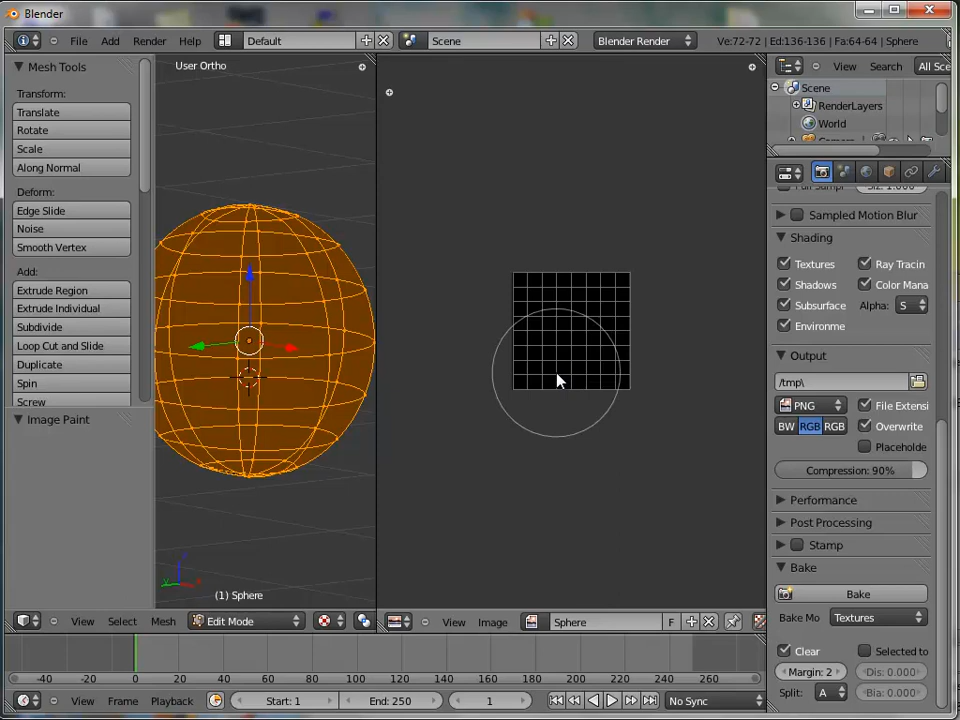 Blender
File Add Render Help Default Scene Blender Render Ve:72-72 | Ed:136-136 | Fa:64-64 | Sphere
Mesh Tools
Transform:
Translate
Rotate
Scale
Along Normal
Deform:
Edge Slide
Noise
Smooth Vertex
Add:
Extrude Region
Extrude Individual
Subdivide
Loop Cut and Slide
Duplicate
Spin
Screw
Image Paint
User Ortho
(1) Sphere
View Select Mesh Edit Mode
View Image Sphere F
View Search All Sce
Scene
RenderLayers
World
Size: 1.000
Sampled Motion Blur
Shading
Textures Ray Tracin
Shadows Color Mana
Subsurface Alpha: S
Environme
Output
/tmp\
PNG File Extensi
BW RGB RGB Overwrite
Placeholde
Compression: 90%
Performance
Post Processing
Stamp
Bake
Bake
Bake Mo Textures
Clear Selected to
Margin: 2 Dis: 0.000
Split: A Bia: 0.000
-40 -20 0 20 40 60 80 100 120 140 160 180 200 220 240 260
View Frame Playback Start: 1 End: 250 1 No Sync